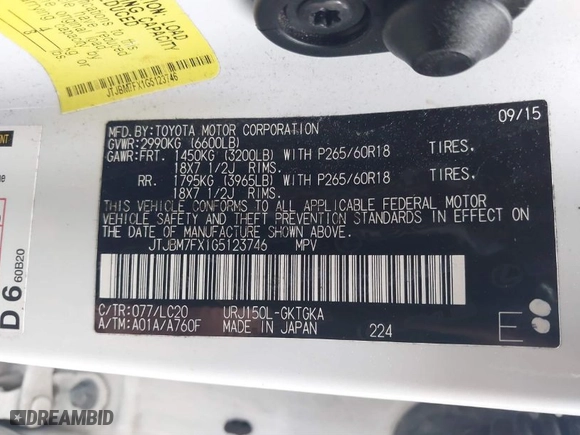 JTJBM7FX1G5123746
09/15
MFD. BY: TOYOTA MOTOR CORPORATION
GVWR: 2990KG (6600LB)
GAWR: FRT. 1450KG (3200LB) WITH P265/60R18 TIRES.
18X7 1/2J RIMS.
RR. 1795KG (3965LB) WITH P265/60R18 TIRES.
18X7 1/2J RIMS.
THIS VEHICLE CONFORMS TO ALL APPLICABLE FEDERAL MOTOR
VEHICLE SAFETY AND THEFT PREVENTION STANDARDS IN EFFECT ON
THE DATE OF MANUFACTURE SHOWN ABOVE.
JTJBM7FX1G5123746 MPV
C/TR: 077/LC20 URJ150L-GKTGKA
A/TM: A01A/A760F MADE IN JAPAN 224
E
D.6 60B20
DREAMBID